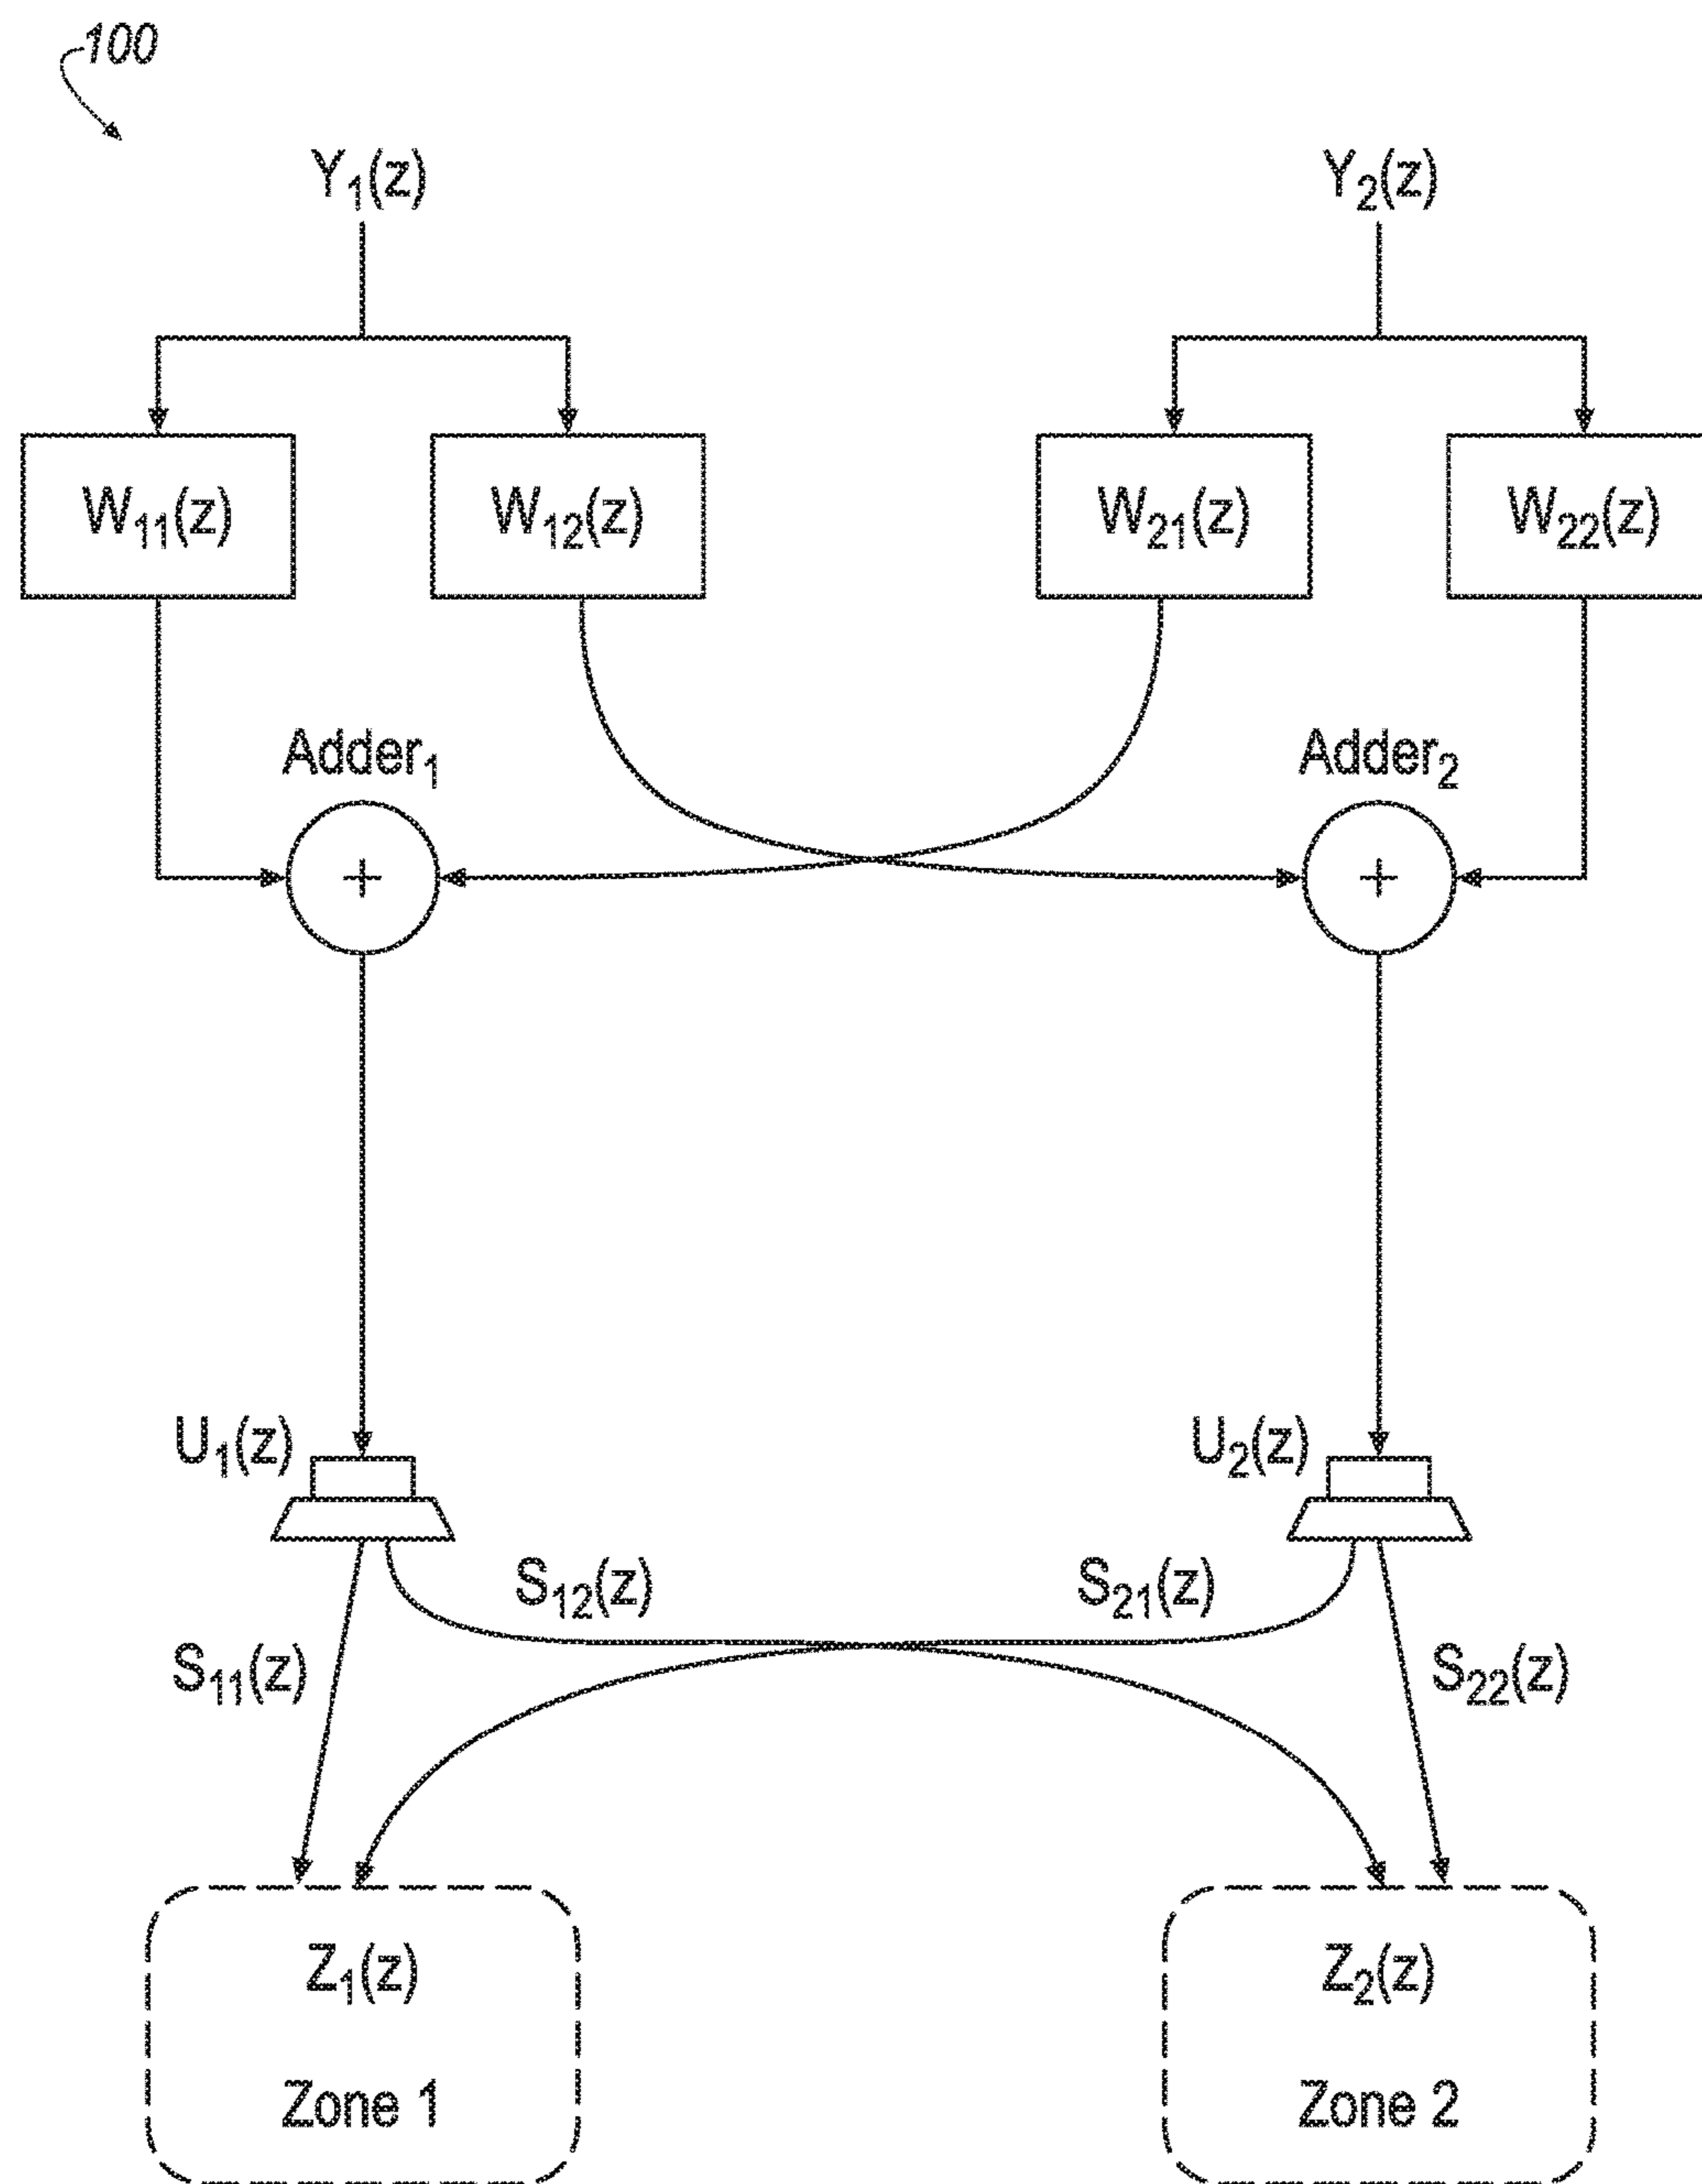 100
Y₁(z)
Y₂(z)
W₁₁(z)
W₁₂(z)
W₂₁(z)
W₂₂(z)
Adder₁
Adder₂
+
+
U₁(z)
U₂(z)
S₁₂(z)
S₂₁(z)
S₁₁(z)
S₂₂(z)
Z₁(z)
Z₂(z)
Zone 1
Zone 2